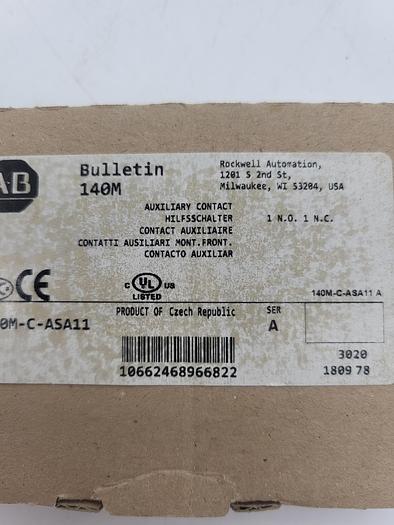 AB
Bulletin
140M
Rockwell Automation,
1201 S 2nd St,
Milwaukee, WI 53204, USA
AUXILIARY CONTACT
HILFSSCHALTER 1 N.O. 1 N.C.
CONTACT AUXILIAIRE
CONTATTI AUSILIARI MONT.FRONT.
CONTACTO AUXILIAR
CE
C UL US
LISTED
140M-C-ASA11 A
0M-C-ASA11
PRODUCT OF Czech Republic
SER
A
10662468966822
3020
1809 78